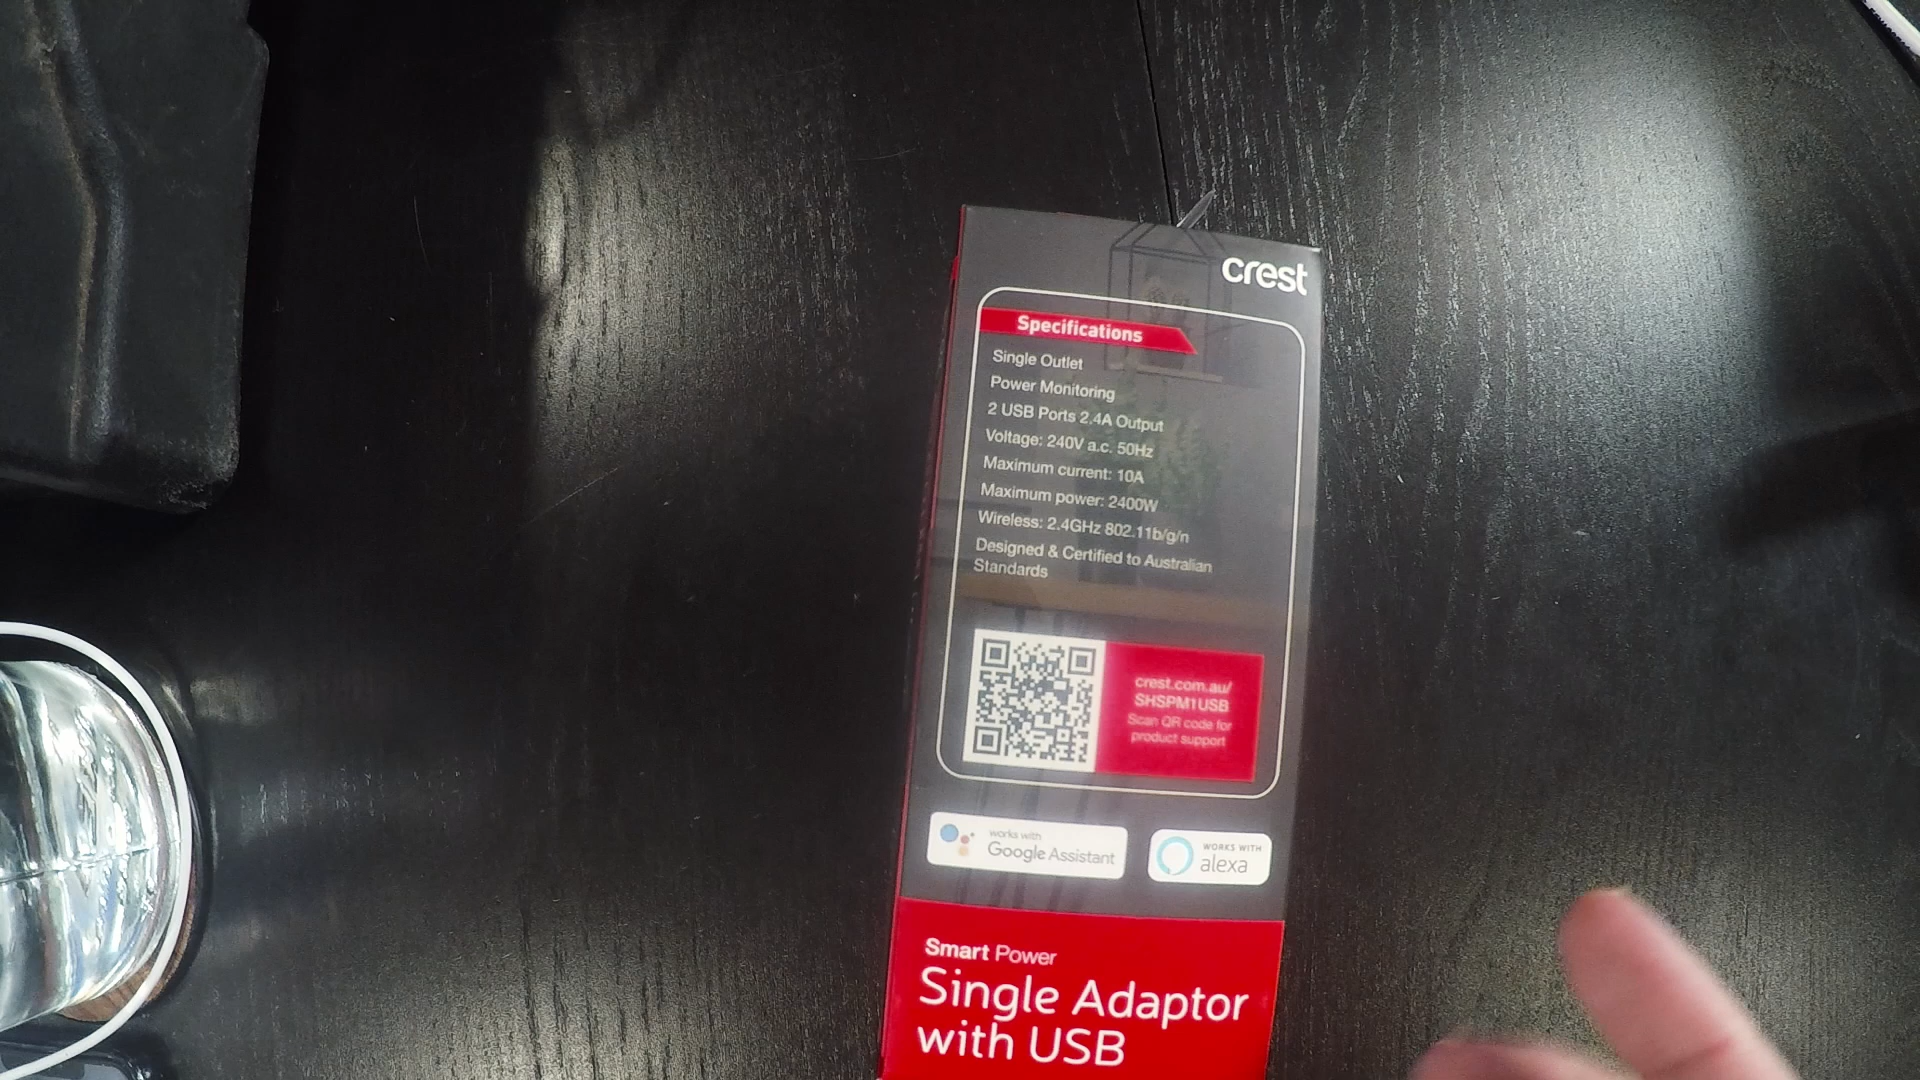 crest
Specifications
Single Outlet
Power Monitoring
2 USB Ports 2.4A Output
Voltage: 240V a.c. 50Hz
Maximum current: 10A
Maximum power: 2400W
Wireless: 2.4GHz 802.11b/g/n
Designed & Certified to Australian
Standards
crest.com.au/
SHSPM1USB
Scan QR code for
product support
works with
Google Assistant
WORKS WITH
alexa
Smart Power
Single Adaptor
with USB